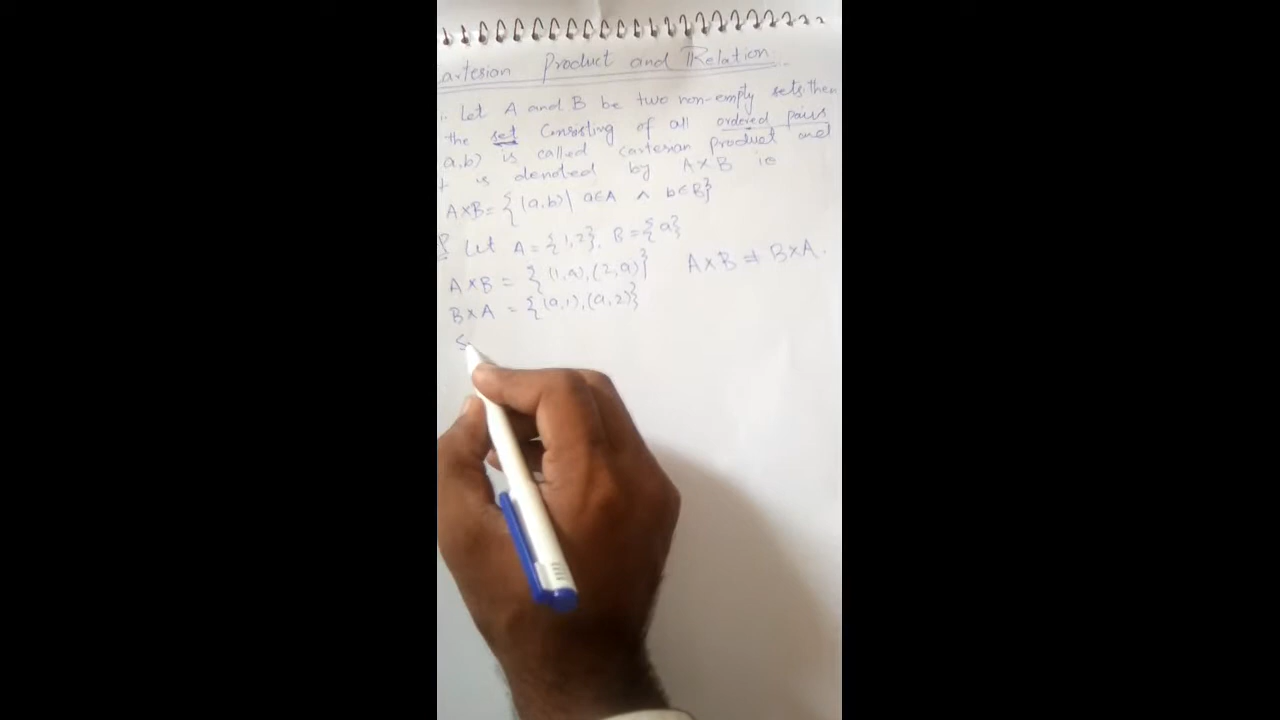 artesian Product and Relation
:. Let A and B be two non-empty sets then
the set Consisting of all ordered pairs
a,b) is called cartesian product and
t is denoted by A×B ie
A×B= {(a,b)| a∈A ∧ b∈B}
Let A={1,2}, B={a}
A×B = {(1,a),(2,a)} A×B ≠ B×A.
B×A = {(a,1),(a,2)}
S